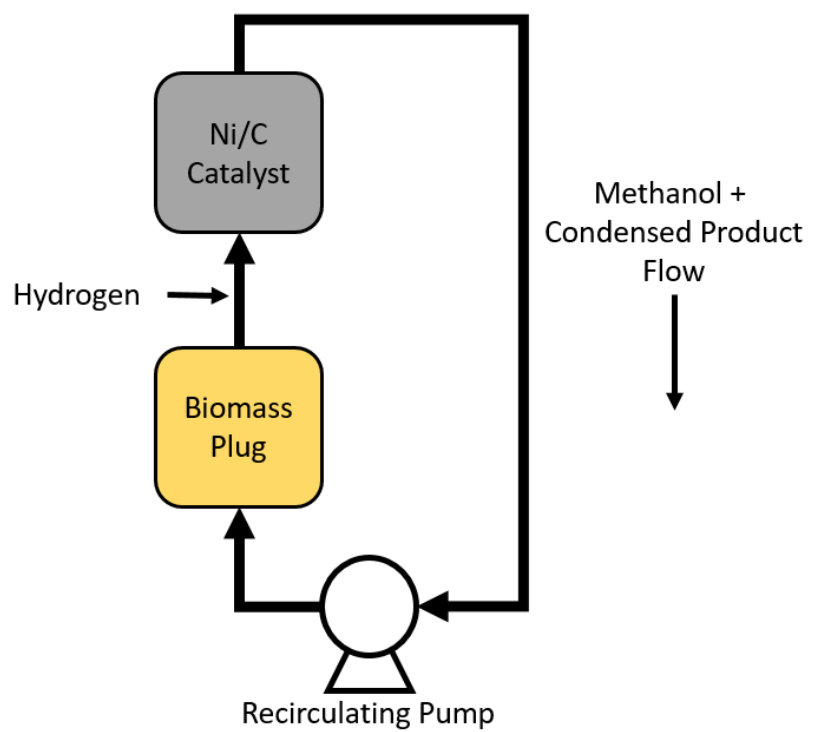 Ni/C
Catalyst
Methanol +
Condensed Product
Flow
Hydrogen
Biomass
Plug
Recirculating Pump